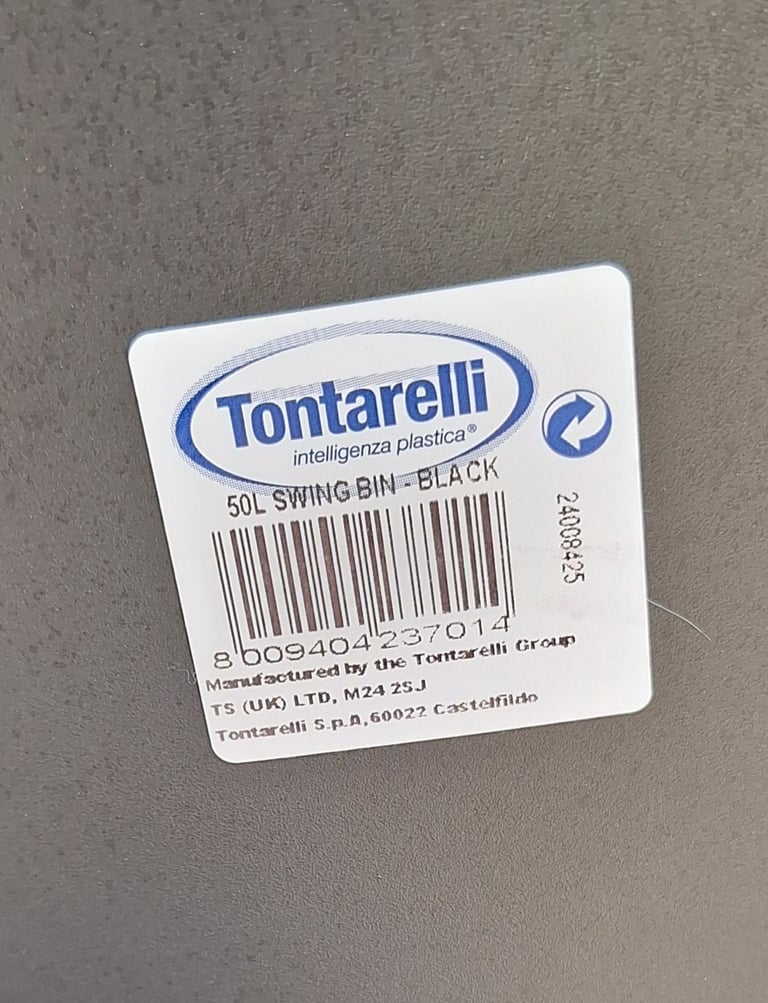 Tontarelli
intelligenza plastica®
50L SWING BIN - BLACK
24008425
8 009404 237014
Manufactured by the Tontarelli Group
TS (UK) LTD, M24 2SJ
Tontarelli S.p.A, 60022 Castelfildo